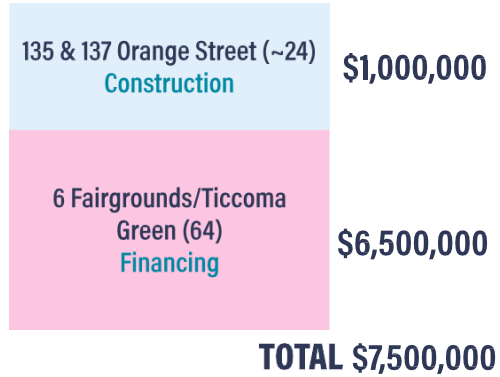 135 & 137 Orange Street (~24)
Construction
$1,000,000
6 Fairgrounds/Ticcoma
Green (64)
Financing
$6,500,000
TOTAL $7,500,000